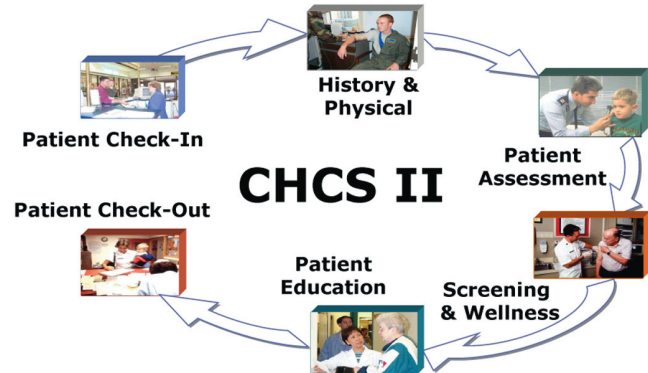 History &
Physical
Patient Check-In
Patient
Assessment
CHCS II
Patient Check-Out
Patient
Education
Screening
& Wellness